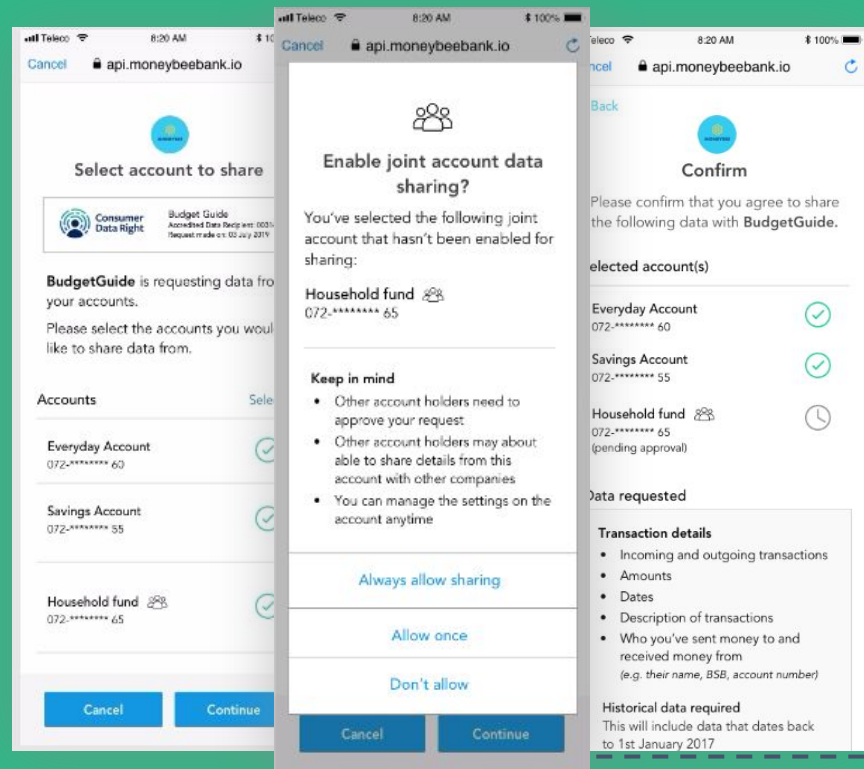 Teleco 8:20 AM $ 10
Cancel api.moneybeebank.io
Select account to share
Consumer
Data Right
Budget Guide
Accredited Data Recipient: 0031
Request made on: 03 July 2019
BudgetGuide is requesting data fro
your accounts.
Please select the accounts you woul
like to share data from.
Accounts Sele
Everyday Account
072-******** 60
Savings Account
072-******** 55
Household fund
072-******** 65
Cancel Continue
Teleco 8:20 AM $ 100%
Cancel api.moneybeebank.io
Enable joint account data
sharing?
You've selected the following joint
account that hasn't been enabled for
sharing:
Household fund
072-******** 65
Keep in mind
• Other account holders need to
approve your request
• Other account holders may about
able to share details from this
account with other companies
• You can manage the settings on the
account anytime
Always allow sharing
Allow once
Don't allow
Cancel Continue
eleco 8:20 AM $ 100%
ncel api.moneybeebank.io
Back
Confirm
Please confirm that you agree to share
the following data with BudgetGuide.
elected account(s)
Everyday Account
072-******** 60
Savings Account
072-******** 55
Household fund
072-******** 65
(pending approval)
Data requested
Transaction details
• Incoming and outgoing transactions
• Amounts
• Dates
• Description of transactions
• Who you've sent money to and
received money from
(e.g. their name, BSB, account number)
Historical data required
This will include data that dates back
to 1st January 2017